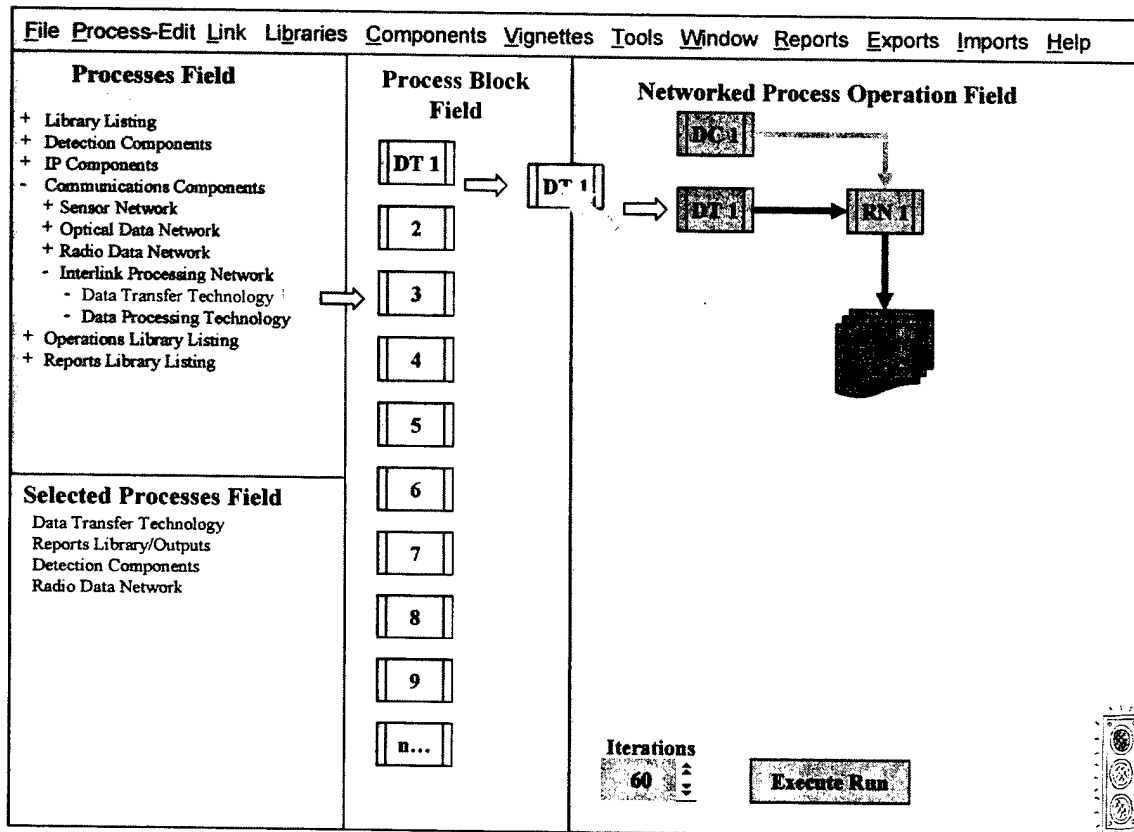 File Process-Edit Link Libraries Components Vignettes Tools Window Reports Exports Imports Help
Processes Field
+ Library Listing
+ Detection Components
+ IP Components
- Communications Components
+ Sensor Network
+ Optical Data Network
+ Radio Data Network
- Interlink Processing Network
- Data Transfer Technology
- Data Processing Technology
+ Operations Library Listing
+ Reports Library Listing
Selected Processes Field
Data Transfer Technology
Reports Library/Outputs
Detection Components
Radio Data Network
Process Block
Field
DT 1
2
3
4
5
6
7
8
9
n...
DT 1
Networked Process Operation Field
DC 1
DT 1
RN 1
Iterations
60
Execute Run